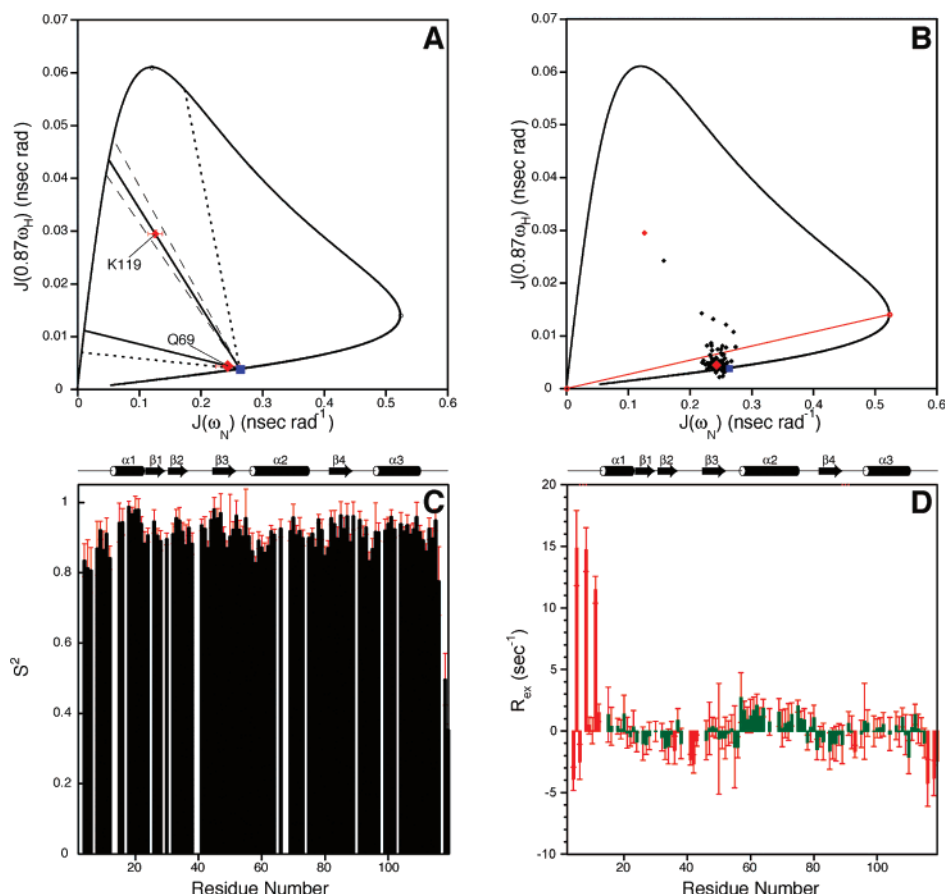 A
J(0.87ω_H) (nsec rad)
0.07
0.06
0.05
0.04
0.03
0.02
0.01
0
K119
Q69
0 0.1 0.2 0.3 0.4 0.5 0.6
J(ω_N) (nsec rad⁻¹)
B
J(0.87ω_H) (nsec rad)
0.07
0.06
0.05
0.04
0.03
0.02
0.01
0
0 0.1 0.2 0.3 0.4 0.5 0.6
J(ω_N) (nsec rad⁻¹)
α1 β1 β2 β3 α2 β4 α3
C
S²
1
0.8
0.6
0.4
0.2
0
20 40 60 80 100
Residue Number
α1 β1 β2 β3 α2 β4 α3
D
R_ex (sec⁻¹)
20
15
10
5
0
-5
-10
20 40 60 80 100
Residue Number